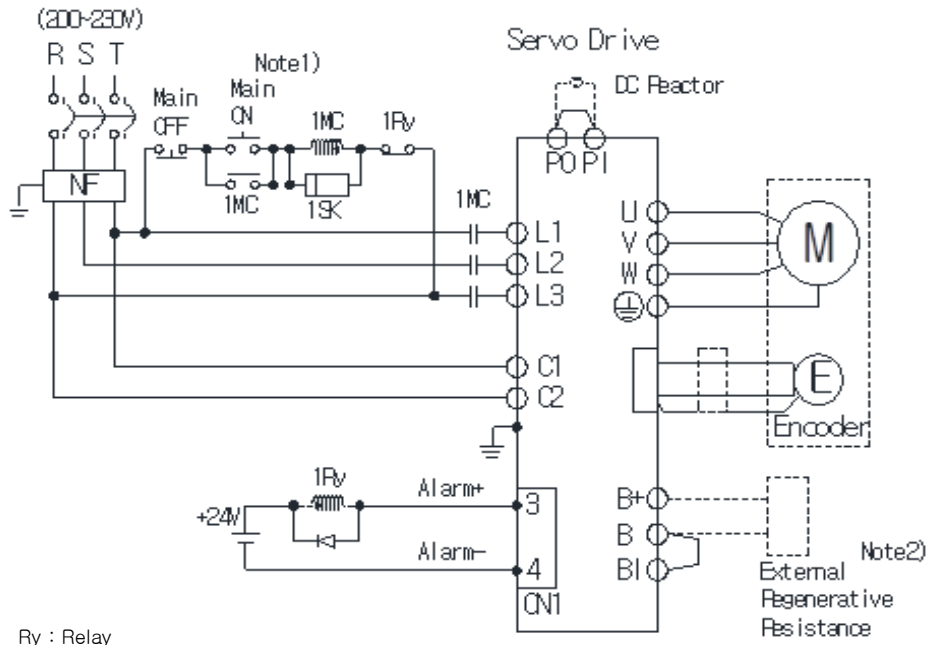 (200~230V)
R S T
Servo Drive
Note1)
Main
OFF
Main
ON
1MC
1Ry
DC Reactor
PO PI
NF
1MC
1SK
1MC
L1
L2
L3
U
V
W
M
C1
C2
E
Encoder
1Ry
+24V
Alarm+
3
Alarm-
4
CN1
B+
B
BI
Note2)
External
Regenerative
Resistance
Ry : Relay